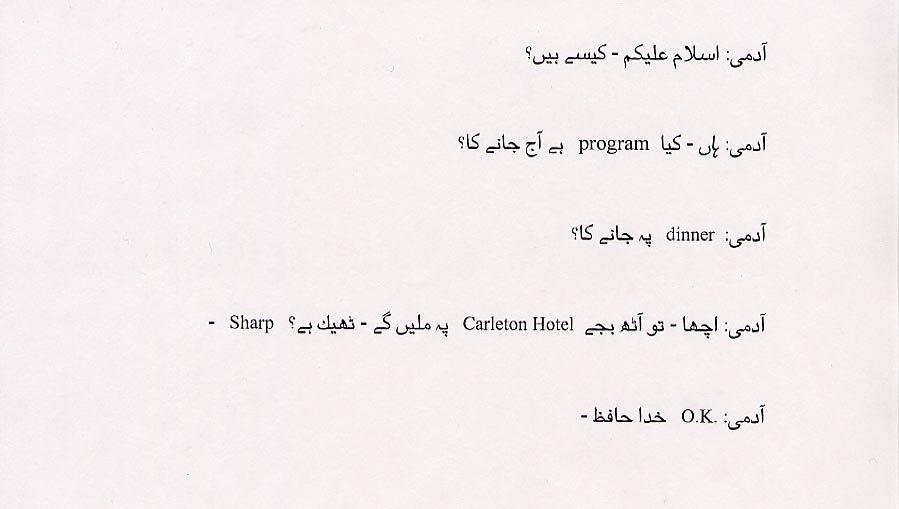 آدمی: اسلام علیکم - کیسے ہیں؟
آدمی: ہاں - کیا program ہے آج جانے کا؟
آدمی: dinner پہ جانے کا؟
آدمی: اچھا - تو آٹھ بجے Carleton Hotel پہ ملیں گے - ٹھیك ہے؟ Sharp -
آدمی: O.K. خدا حافظ -